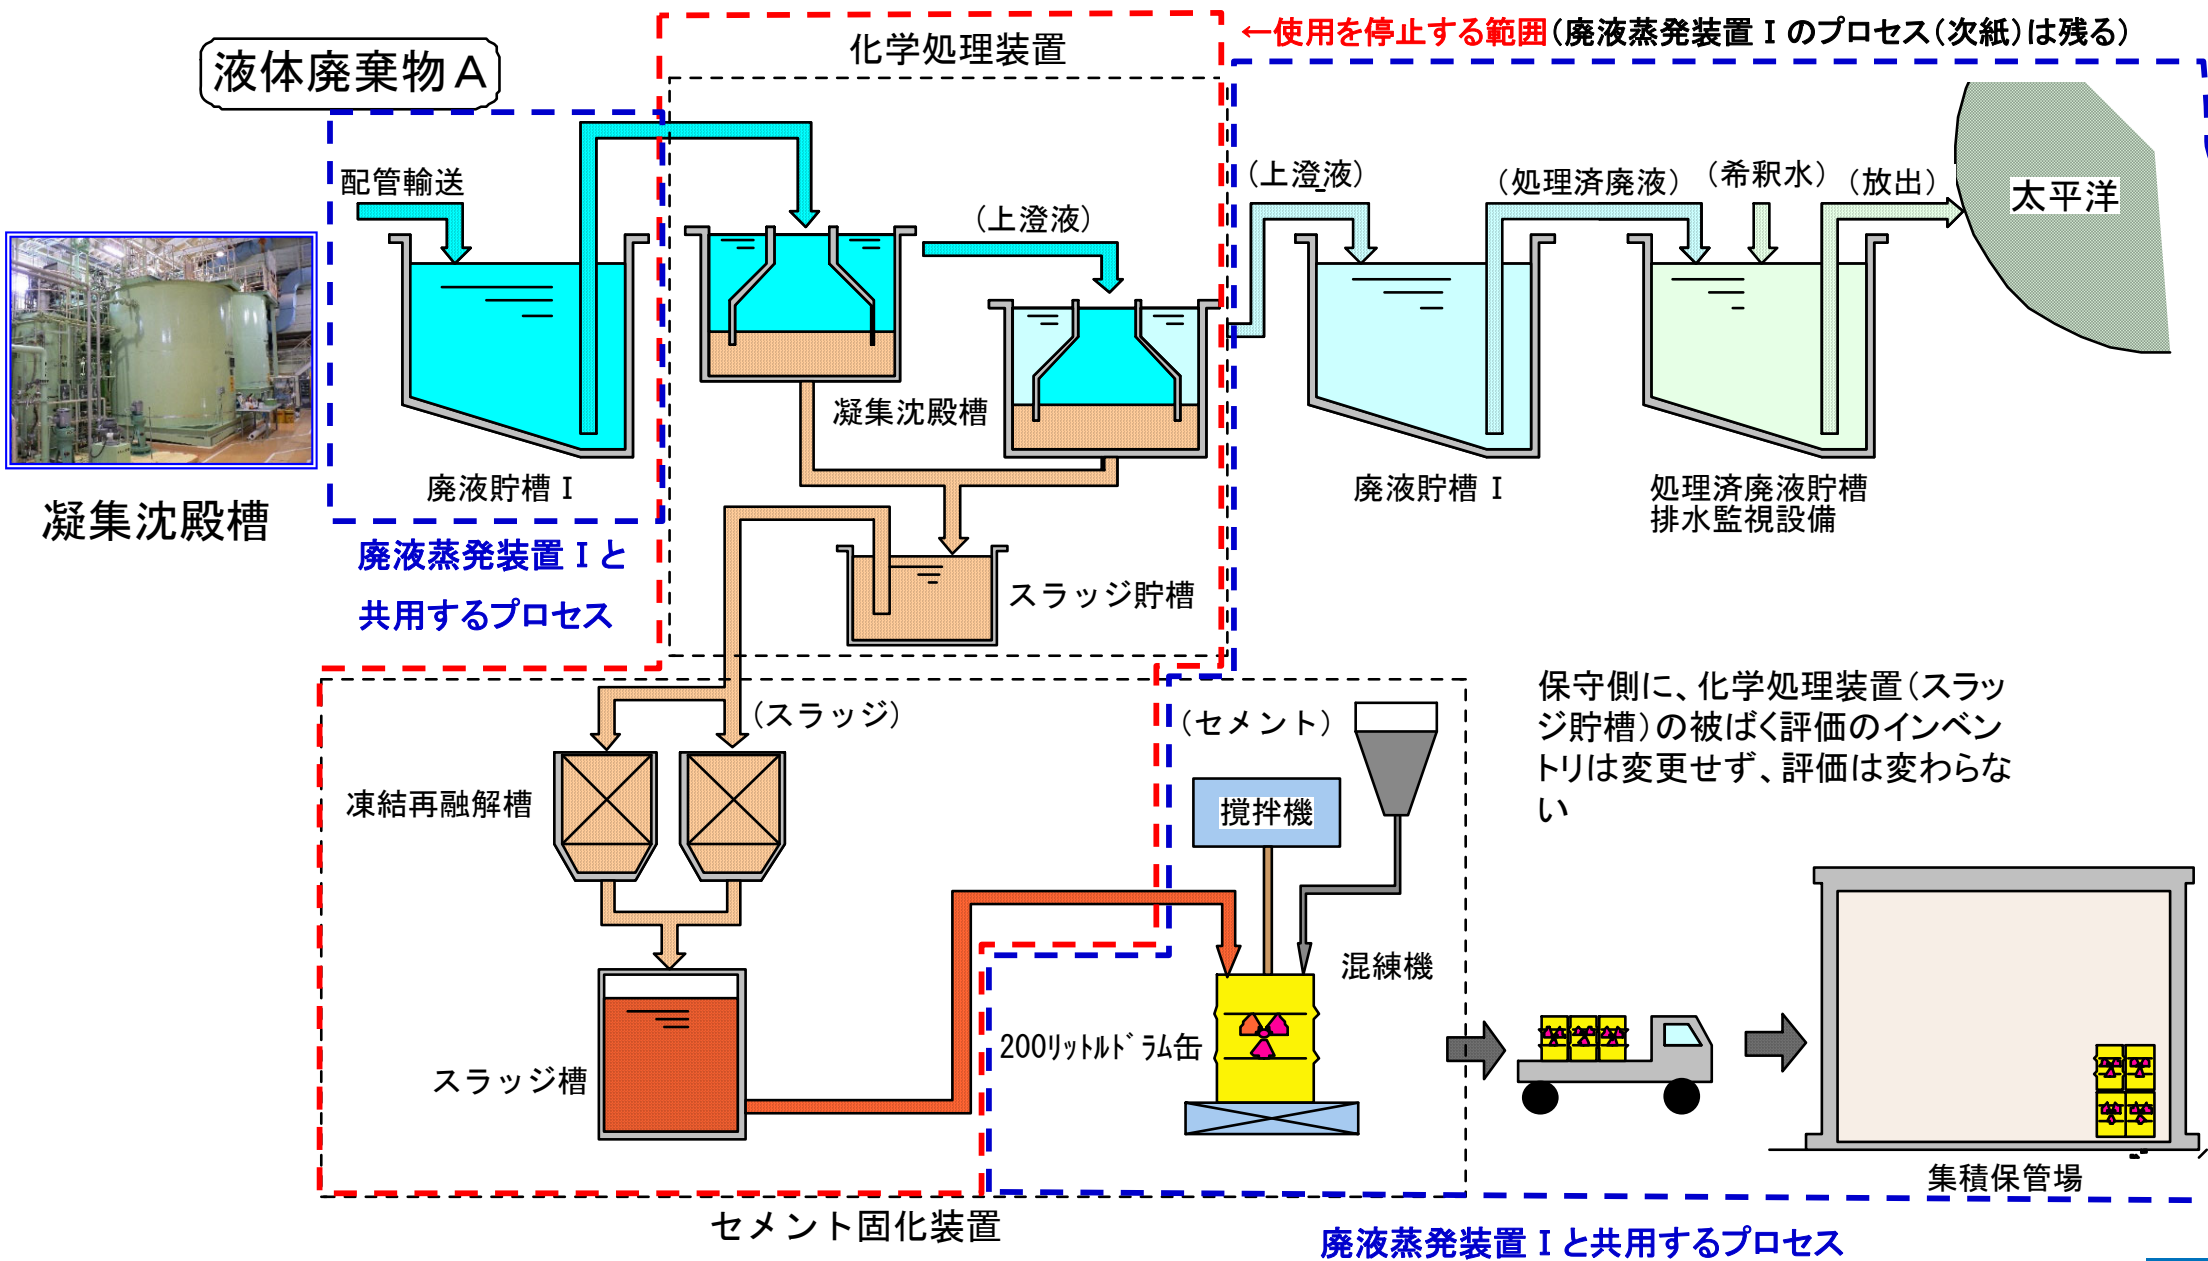 ←使用を停止する範囲(廃液蒸発装置Ⅰのプロセス(次紙)は残る)
液体廃棄物A
化学処理装置
配管輸送
(上澄液)
(上澄液)
(処理済廃液)
(希釈水)
(放出)
太平洋
凝集沈殿槽
廃液貯槽Ⅰ
凝集沈殿槽
廃液貯槽Ⅰ
処理済廃液貯槽
排水監視設備
廃液蒸発装置Ⅰと
共用するプロセス
スラッジ貯槽
(スラッジ)
(セメント)
保守側に、化学処理装置(スラッ
ジ貯槽)の被ばく評価のインベン
トリは変更せず、評価は変わらな
い
凍結再融解槽
撹拌機
混練機
200リットルドラム缶
スラッジ槽
集積保管場
セメント固化装置
廃液蒸発装置Ⅰと共用するプロセス